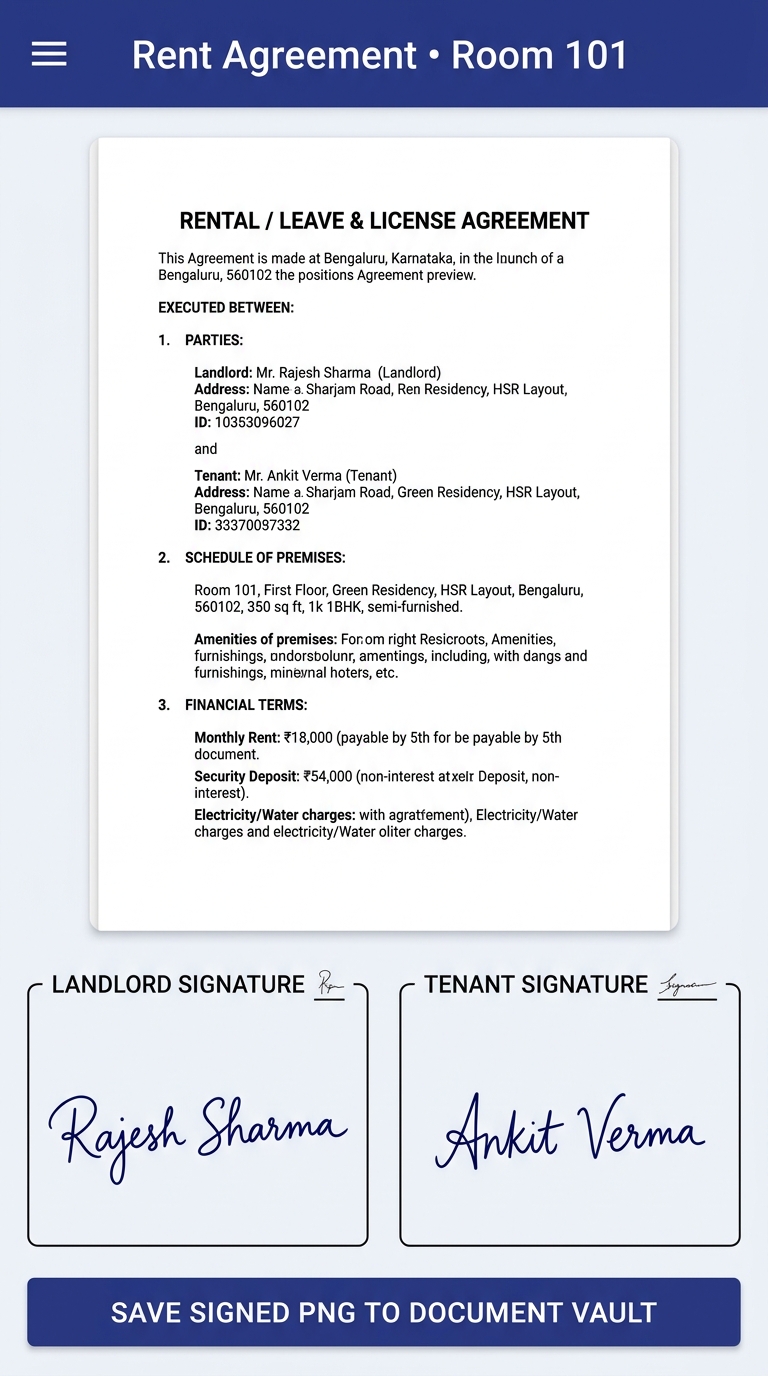 Rent Agreement • Room 101
RENTAL / LEAVE & LICENSE AGREEMENT
This Agreement is made at Bengaluru, Karnataka, in the launch of a
Bengaluru, 560102 the positions Agreement preview.
EXECUTED BETWEEN:
1. PARTIES:
Landlord: Mr. Rajesh Sharma (Landlord)
Address: Name a. Sharjam Road, Ren Residency, HSR Layout,
Bengaluru, 560102
ID: 10353096027
and
Tenant: Mr. Ankit Verma (Tenant)
Address: Name a. Sharjam Road, Green Residency, HSR Layout,
Bengaluru, 560102
ID: 33370087332
2. SCHEDULE OF PREMISES:
Room 101, First Floor, Green Residency, HSR Layout, Bengaluru,
560102, 350 sq ft, 1k 1BHK, semi-furnished.
Amenities of premises: right Resicroots, Amenities,
furnishings, amentings, including, with dangs and
furnishings, hoters, etc.
3. FINANCIAL TERMS:
Monthly Rent: ₹18,000 (payable by 5th for be payable by 5th
document.
Security Deposit: ₹54,000 (non-interest Deposit, non-
interest).
Electricity/Water charges: with Electricity/Water
charges and electricity/Water oliter charges.
LANDLORD SIGNATURE
TENANT SIGNATURE
Rajesh Sharma
Ankit Verma
SAVE SIGNED PNG TO DOCUMENT VAULT